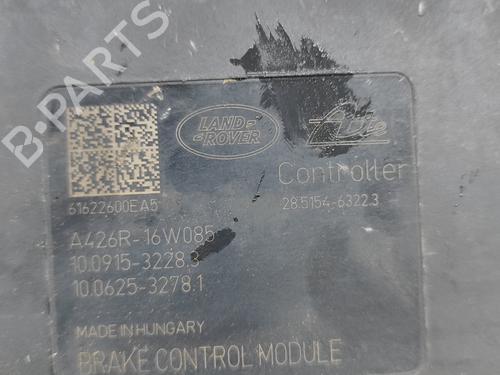 B-PARTS
LAND-
-ROVER
Ate
Controller
28.5154-6322.3
61622600EA5
A426R-16W085
10.0915-3228.3
10.0625-3278.1
MADE IN HUNGARY
BRAKE CONTROL MODULE